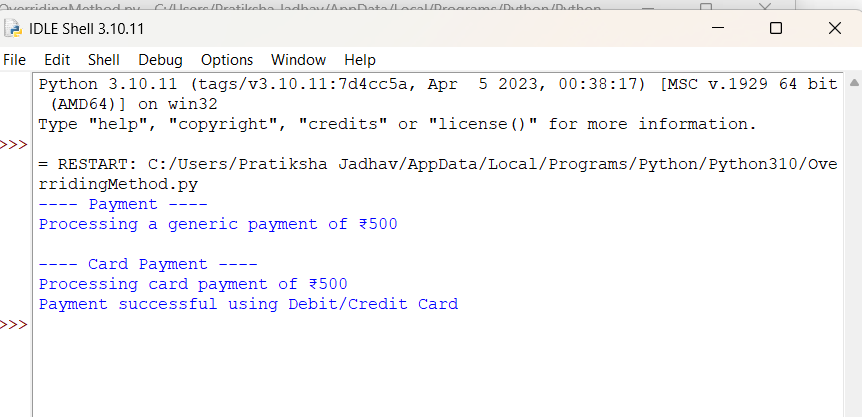 OverridingMethod.py - C:/Users/Pratiksha Jadhav/AppData/Local/Programs/Python/Python
IDLE Shell 3.10.11
File Edit Shell Debug Options Window Help
Python 3.10.11 (tags/v3.10.11:7d4cc5a, Apr  5 2023, 00:38:17) [MSC v.1929 64 bit
 (AMD64)] on win32
Type "help", "copyright", "credits" or "license()" for more information.
>>>
= RESTART: C:/Users/Pratiksha Jadhav/AppData/Local/Programs/Python/Python310/Ove
rridingMethod.py
---- Payment ----
Processing a generic payment of ₹500
---- Card Payment ----
Processing card payment of ₹500
Payment successful using Debit/Credit Card
>>>